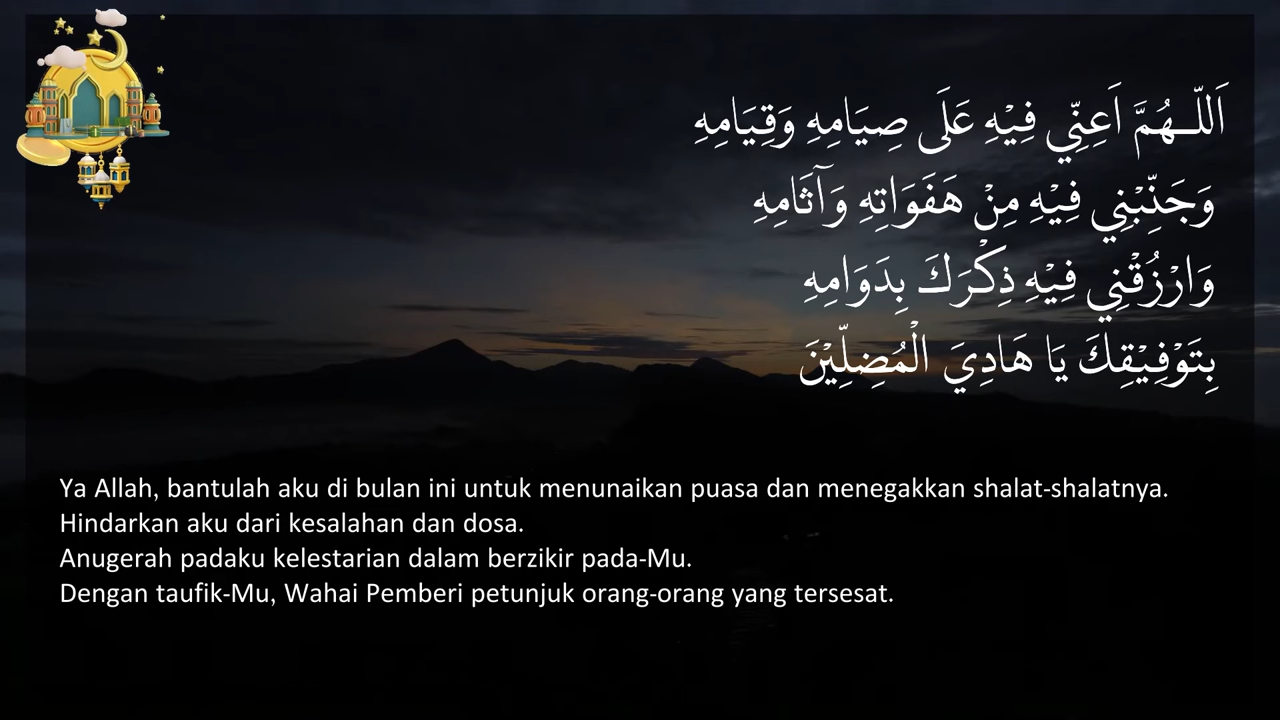 اَللّــهُمَّ اَعِنِّي فِيْهِ عَلَى صِيَامِهِ وَقِيَامِهِ
وَجَنِّبْنِي فِيْهِ مِنْ هَفَوَاتِهِ وَآثَامِهِ
وَارْزُقْنِي فِيْهِ ذِكْرَكَ بِدَوَامِهِ
بِتَوْفِيْقِكَ يَا هَادِيَ الْمُضِلِّيْنَ
Ya Allah, bantulah aku di bulan ini untuk menunaikan puasa dan menegakkan shalat-shalatnya.
Hindarkan aku dari kesalahan dan dosa.
Anugerah padaku kelestarian dalam berzikir pada-Mu.
Dengan taufik-Mu, Wahai Pemberi petunjuk orang-orang yang tersesat.